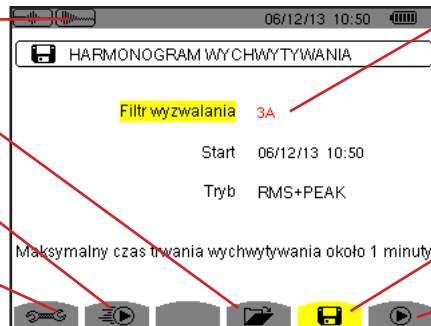 06/12/13 10:50
HARMONOGRAM WYCHWYTYWANIA
Filtr wyzwalania 3A
Start 06/12/13 10:50
Tryb RMS+PEAK
Maksymalny czas trwania wychwytywania około 1 minuty